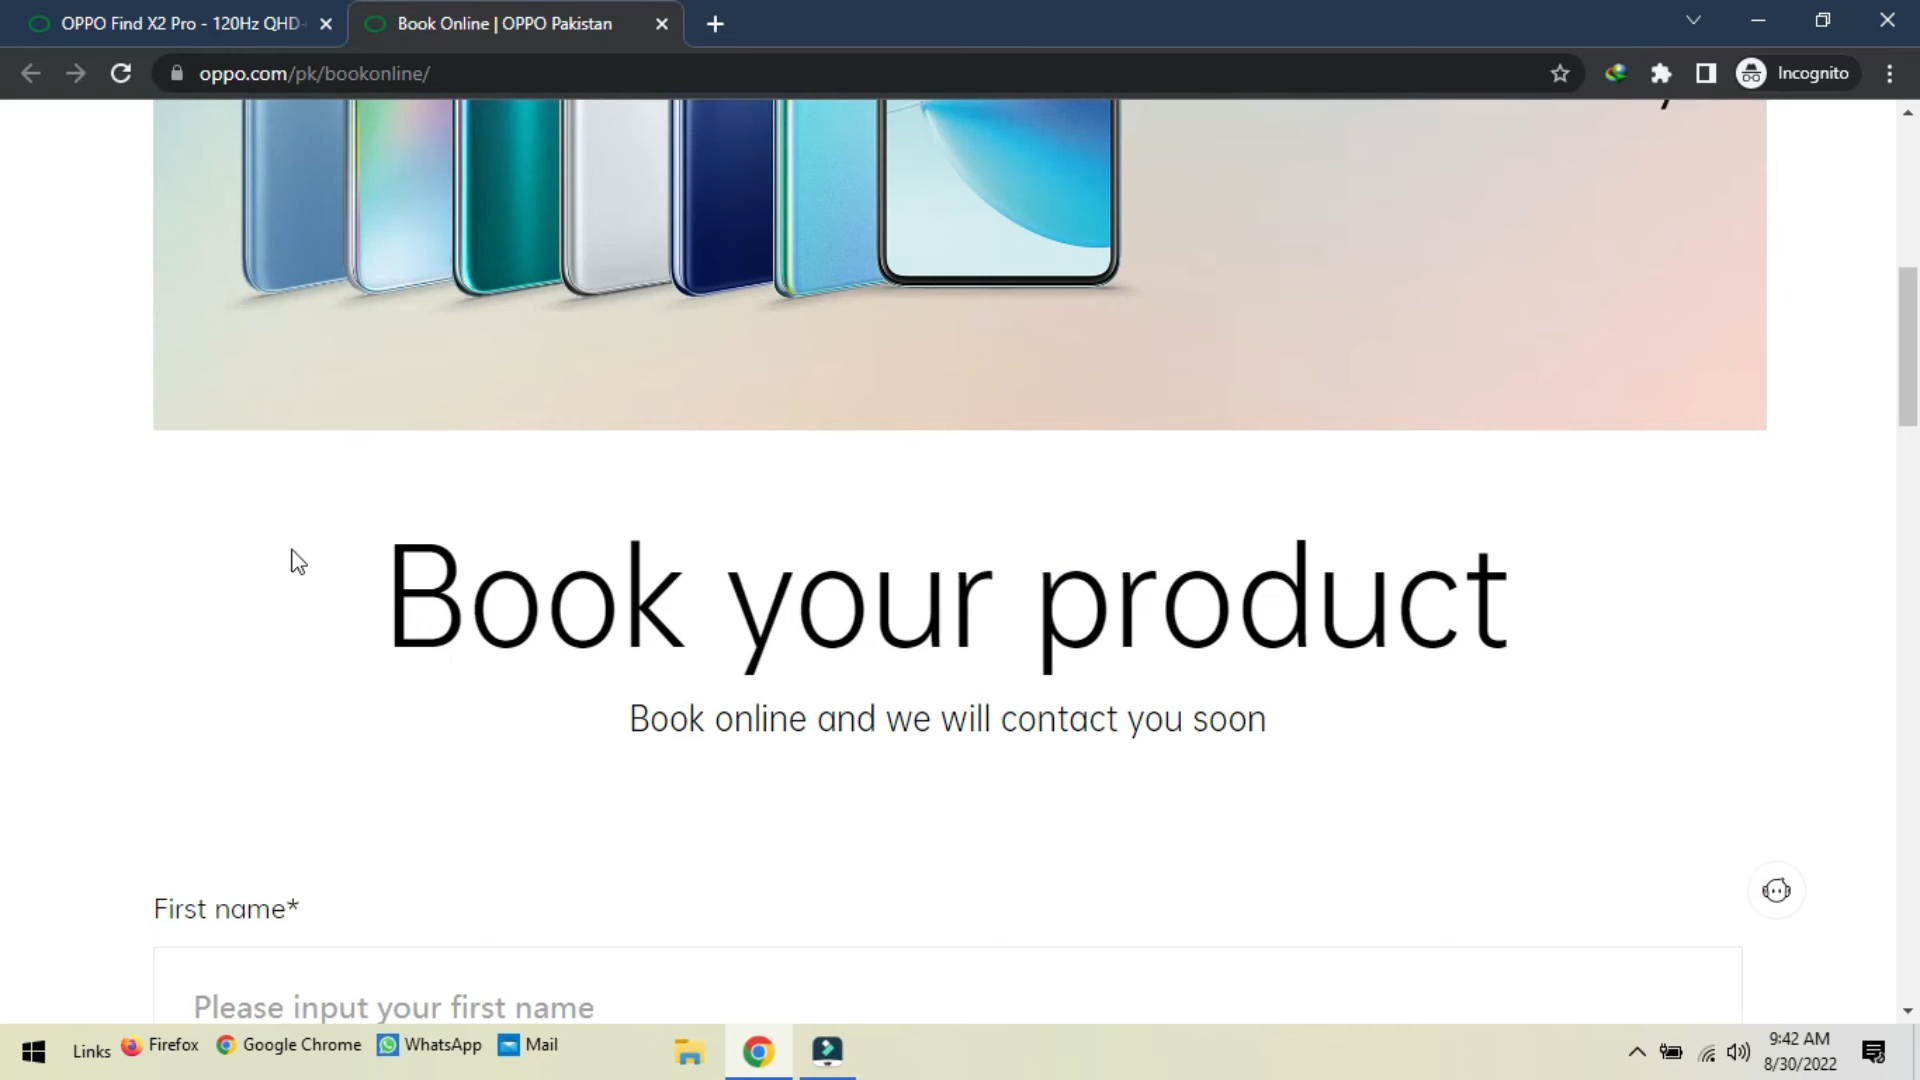 OPPO Find X2 Pro - 120Hz QHD
Book Online | OPPO Pakistan
oppo.com/pk/bookonline/
Incognito
Book your product
Book online and we will contact you soon
First name*
Please input your first name
Links
Firefox
Google Chrome
WhatsApp
Mail
9:42 AM
8/30/2022